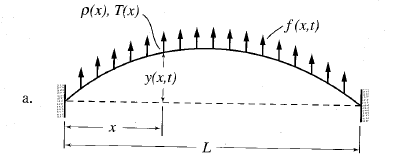 ρ(x), T(x)
f(x,t)
y(x,t)
a.
x
L